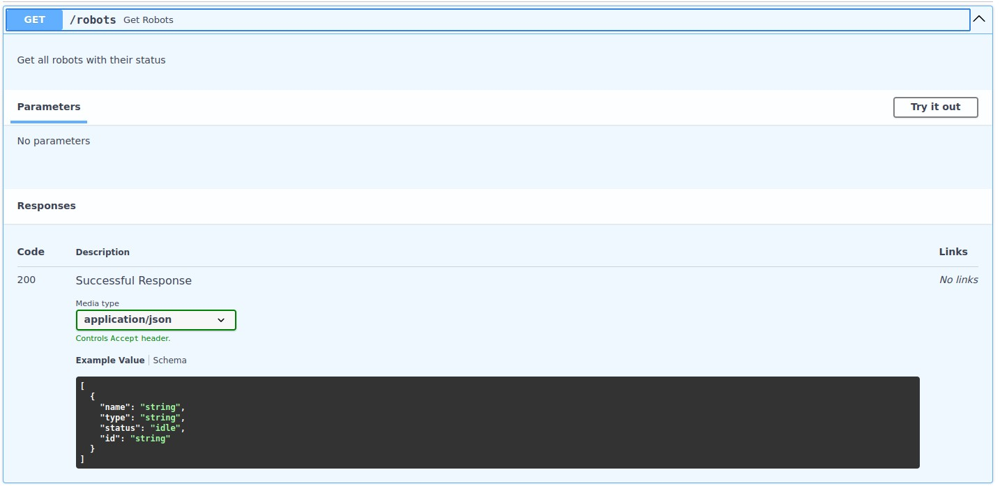 GET /robots Get Robots
Get all robots with their status
Parameters Try it out
No parameters
Responses
Code Description Links
200 Successful Response No links
Media type
application/json
Controls Accept header.
Example Value Schema
[
  {
    "name": "string",
    "type": "string",
    "status": "idle",
    "id": "string"
  }
]